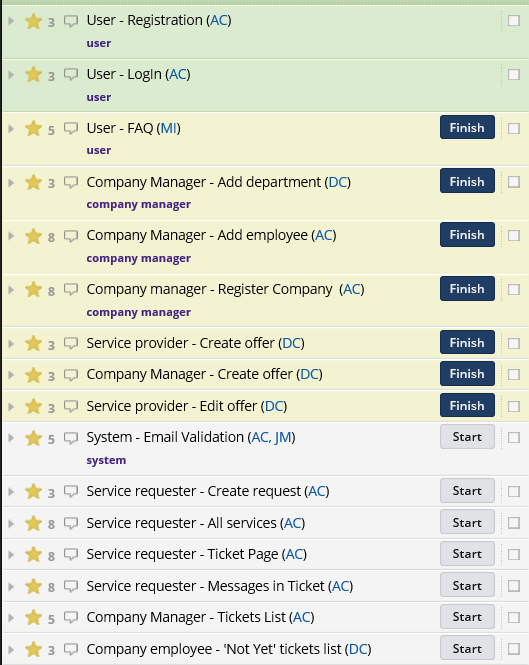 3 User - Registration (AC)
user
3 User - LogIn (AC)
user
5 User - FAQ (MI) Finish
user
3 Company Manager - Add department (DC) Finish
company manager
8 Company Manager - Add employee (AC) Finish
company manager
8 Company manager - Register Company (AC) Finish
company manager
3 Service provider - Create offer (DC) Finish
3 Company Manager - Create offer (DC) Finish
3 Service provider - Edit offer (DC) Finish
5 System - Email Validation (AC, JM) Start
system
3 Service requester - Create request (AC) Start
8 Service requester - All services (AC) Start
8 Service requester - Ticket Page (AC) Start
8 Service requester - Messages in Ticket (AC) Start
5 Company Manager - Tickets List (AC) Start
3 Company employee - 'Not Yet' tickets list (DC) Start